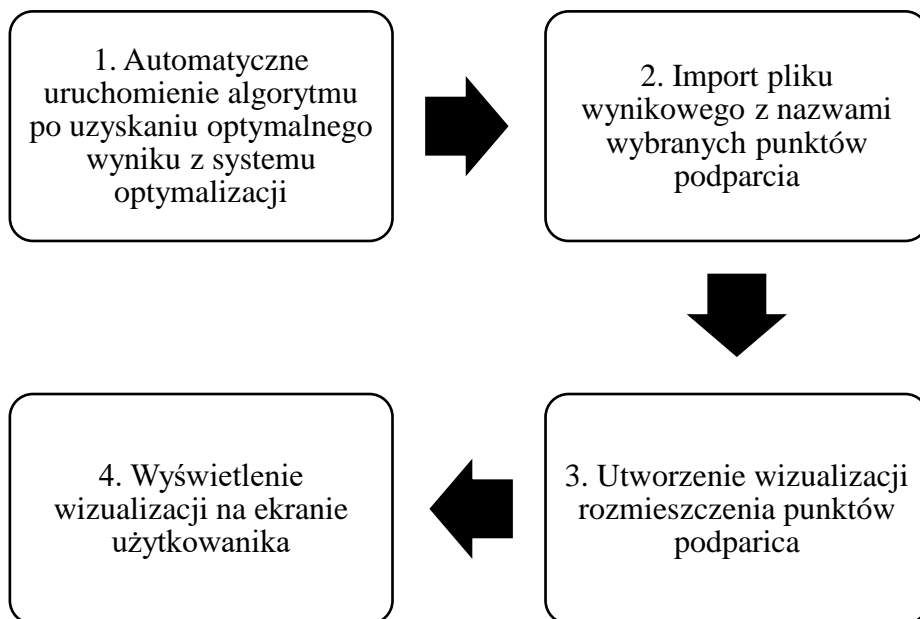 1. Automatyczne
uruchomienie algorytmu
po uzyskaniu optymalnego
wyniku z systemu
optymalizacji
2. Import pliku
wynikowego z nazwami
wybranych punktów
podparcia
3. Utworzenie wizualizacji
rozmieszczenia punktów
podparica
4. Wyświetlenie
wizualizacji na ekranie
użytkowanika